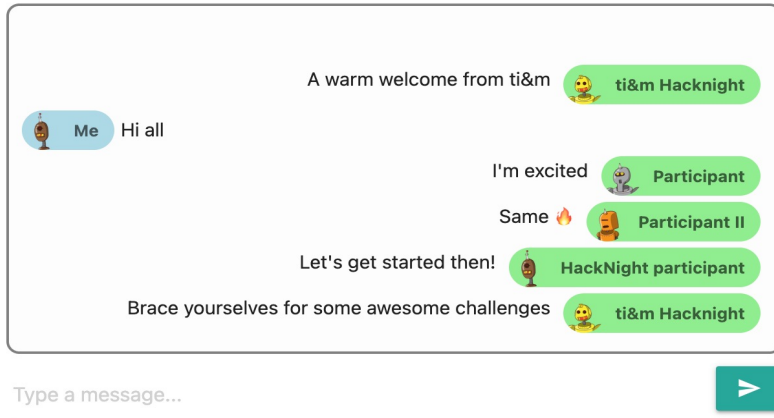 A warm welcome from ti&m ti&m Hacknight
Me Hi all
I'm excited Participant
Same 🔥 Participant II
Let's get started then! HackNight participant
Brace yourselves for some awesome challenges ti&m Hacknight
Type a message...